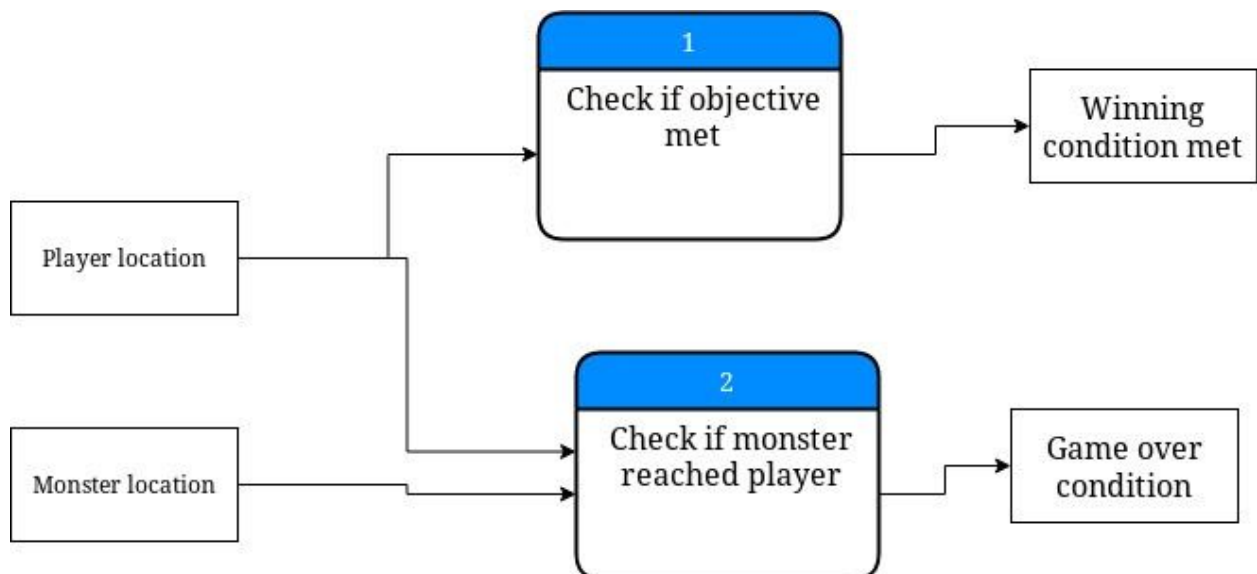 1
Check if objective
met
Winning
condition met
Player location
2
Check if monster
reached player
Monster location
Game over
condition